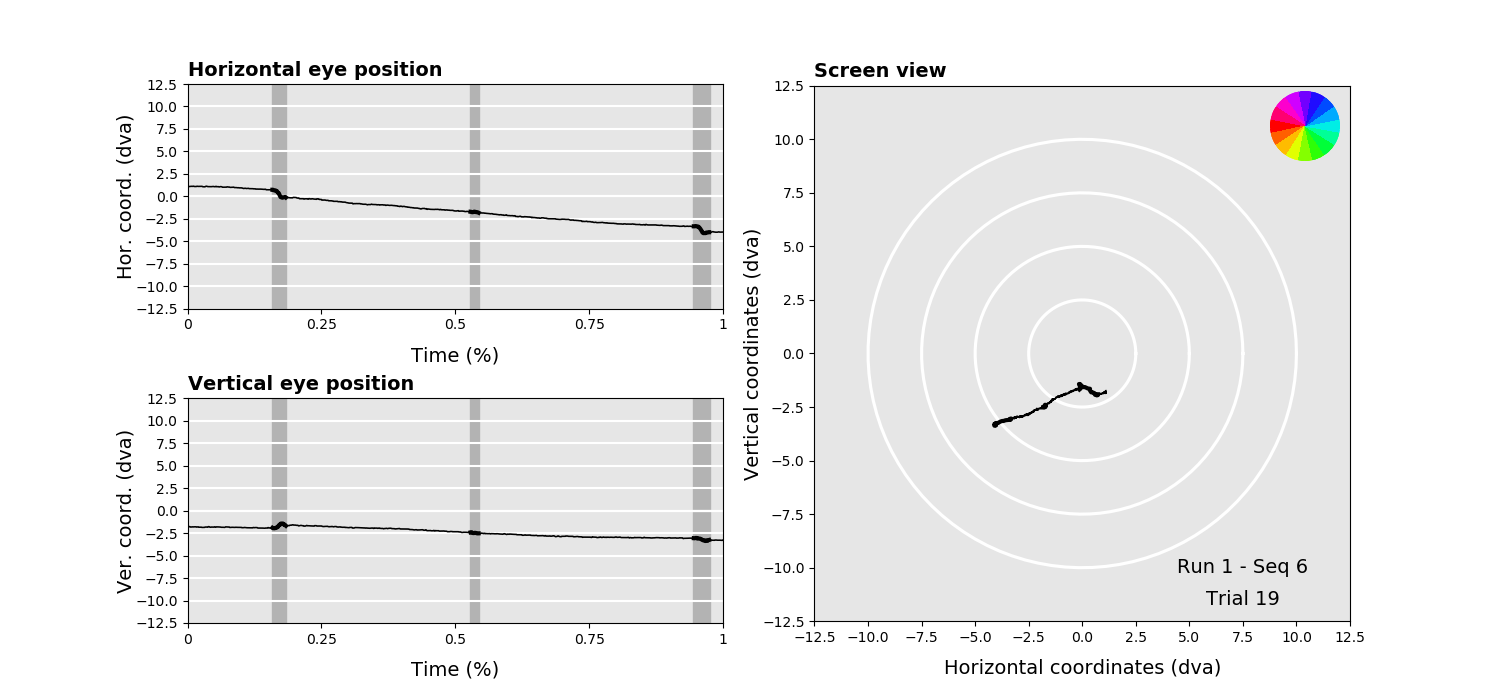 Horizontal eye position
Hor. coord. (dva)
12.5
10.0
7.5
5.0
2.5
0.0
−2.5
−5.0
−7.5
−10.0
−12.5
0 0.25 0.5 0.75 1
Time (%)
Vertical eye position
Ver. coord. (dva)
12.5
10.0
7.5
5.0
2.5
0.0
−2.5
−5.0
−7.5
−10.0
−12.5
0 0.25 0.5 0.75 1
Time (%)
Screen view
Vertical coordinates (dva)
12.5
10.0
7.5
5.0
2.5
0.0
−2.5
−5.0
−7.5
−10.0
−12.5
Run 1 - Seq 6
Trial 19
−12.5 −10.0 −7.5 −5.0 −2.5 0.0 2.5 5.0 7.5 10.0 12.5
Horizontal coordinates (dva)